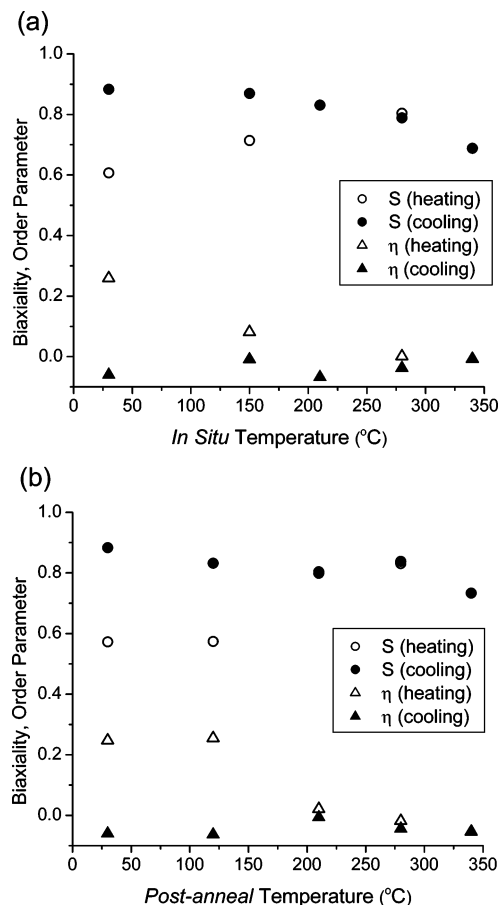 (a)
1.0
0.8
0.6
0.4
0.2
0.0
Biaxiality, Order Parameter
S (heating)
S (cooling)
η (heating)
η (cooling)
0 50 100 150 200 250 300 350
In Situ Temperature (°C)
(b)
1.0
0.8
0.6
0.4
0.2
0.0
Biaxiality, Order Parameter
S (heating)
S (cooling)
η (heating)
η (cooling)
0 50 100 150 200 250 300 350
Post-anneal Temperature (°C)